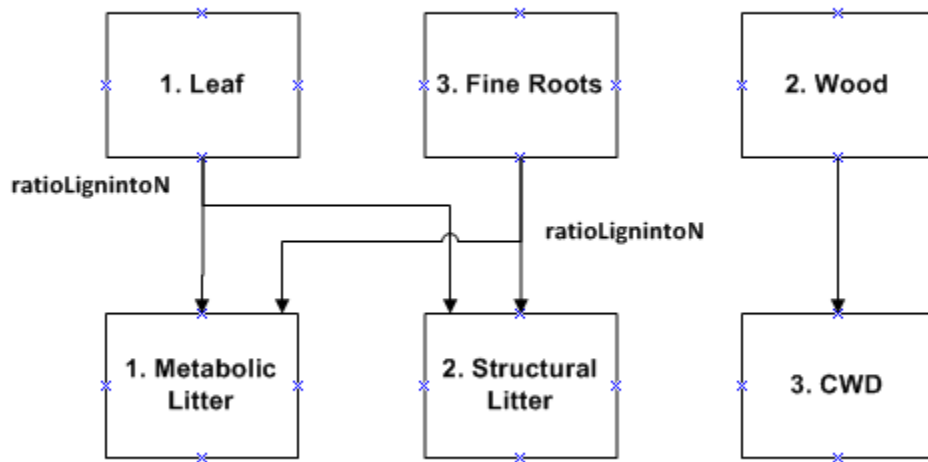 1. Leaf
3. Fine Roots
2. Wood
ratioLignintoN
ratioLignintoN
1. Metabolic
Litter
2. Structural
Litter
3. CWD